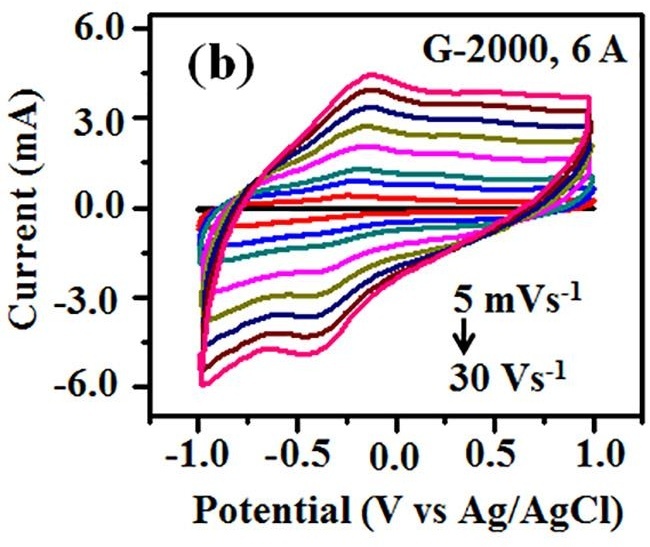 6.0
(b)
G-2000, 6 A
3.0
0.0
-3.0
-6.0
Current (mA)
5 mVs-1
30 Vs-1
-1.0 -0.5 0.0 0.5 1.0
Potential (V vs Ag/AgCl)